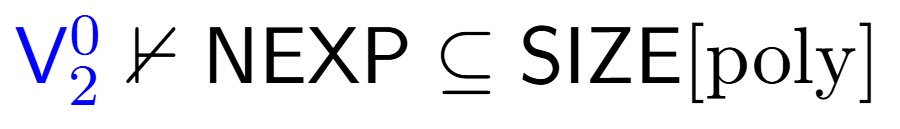 V⁰₂ ⊬ NEXP ⊆ SIZE[poly]